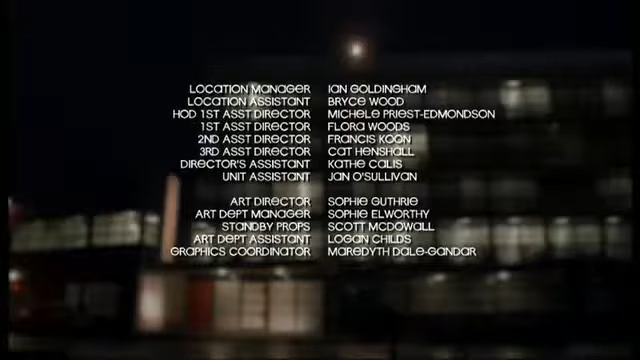 LOCATION MANAGER IAN GOLDINGHAM
LOCATION ASSISTANT BRYCE WOOD
HOD 1ST ASST DIRECTOR MICHELE PRIEST-EDMONDSON
1ST ASST DIRECTOR FLORA WOODS
2ND ASST DIRECTOR FRANCIS KOON
3RD ASST DIRECTOR CAT HENSHALL
DIRECTOR'S ASSISTANT KATHE CALIS
UNIT ASSISTANT JAN O'SULLIVAN
ART DIRECTOR SOPHIE GUTHRIE
ART DEPT MANAGER SOPHIE ELWORTHY
STANDBY PROPS SCOTT MCDOWALL
ART DEPT ASSISTANT LOGAN CHILDS
GRAPHICS COORDINATOR MAREDYTH DALE-GANDAR